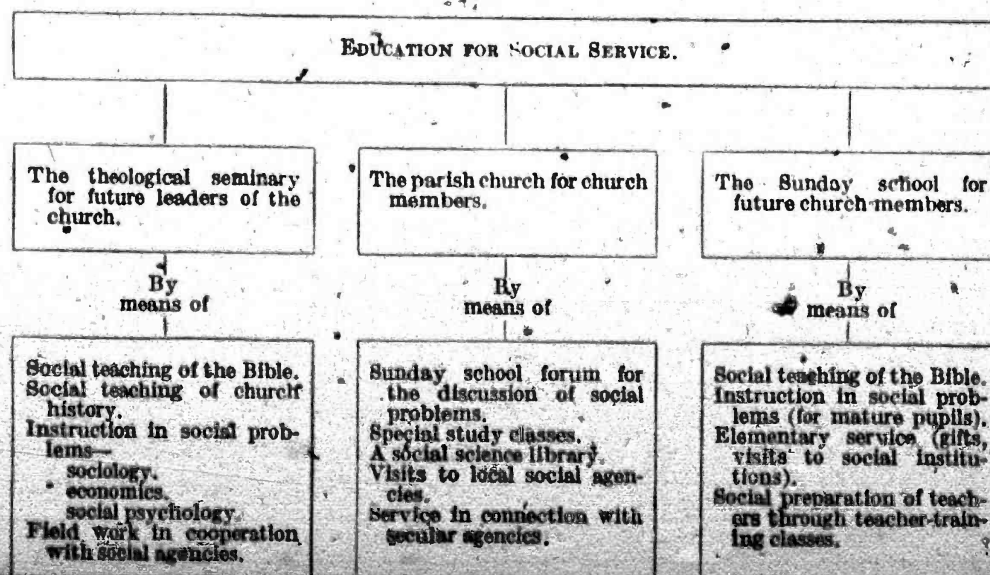 EDUCATION FOR SOCIAL SERVICE.
The theological seminary
for future leaders of the
church.
By
means of
Social teaching of the Bible.
Social teaching of church
history.
Instruction in social prob-
lems—
sociology.
economics.
social psychology.
Field work in cooperation
with social agencies.
The parish church for church
members.
By
means of
Sunday school forum for
the discussion of social
problems.
Special study classes.
A social science library.
Visits to local social agen-
cies.
Service in connection with
secular agencies.
The Sunday school for
future church members.
By
means of
Social teaching of the Bible.
Instruction in social prob-
lems (for mature pupils).
Elementary service (gifts,
visits to social institu-
tions).
Social preparation of teach-
ers through teacher-train-
ing classes.